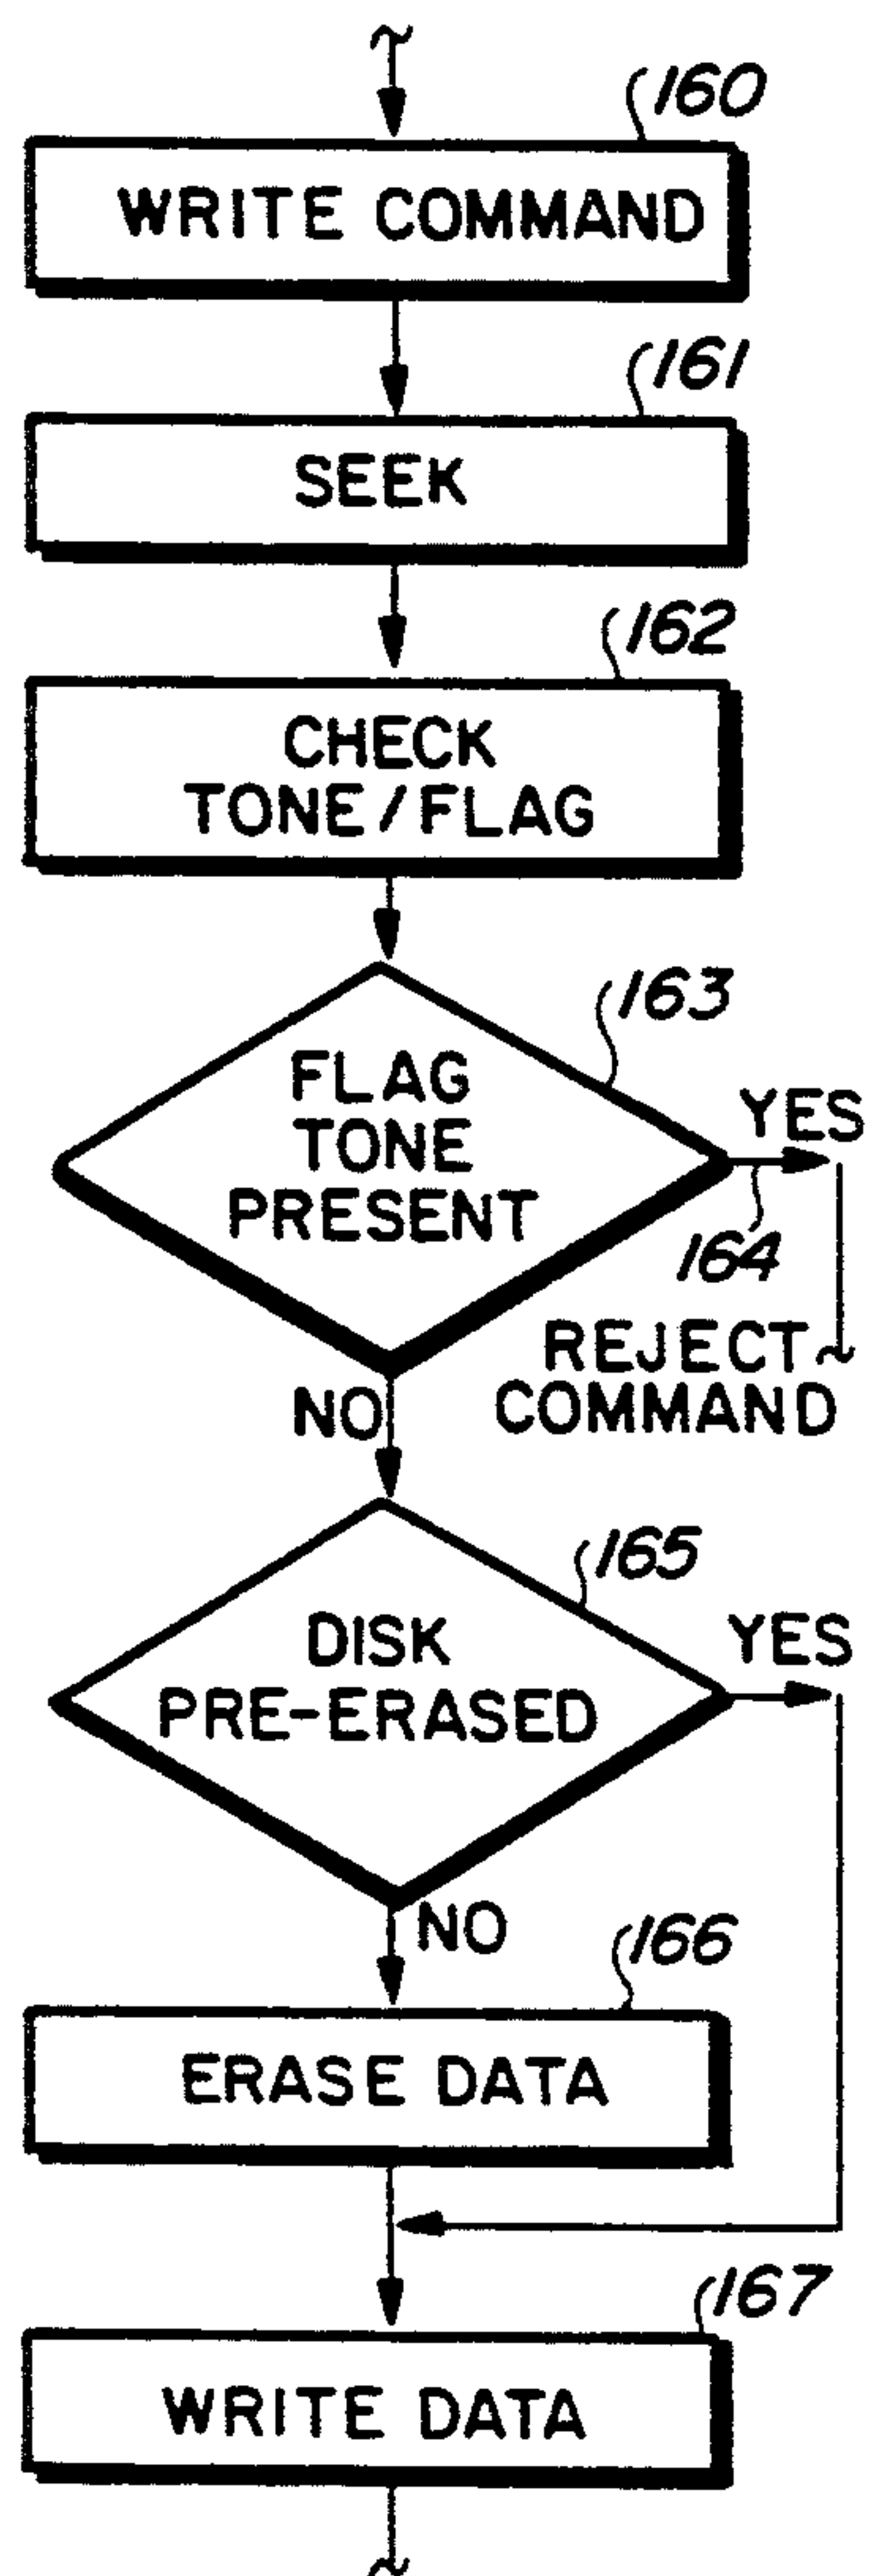 160
WRITE COMMAND
161
SEEK
162
CHECK
TONE/FLAG
163
FLAG
TONE
PRESENT
YES
164
REJECT
COMMAND
NO
165
DISK
PRE-ERASED
YES
NO
166
ERASE DATA
167
WRITE DATA